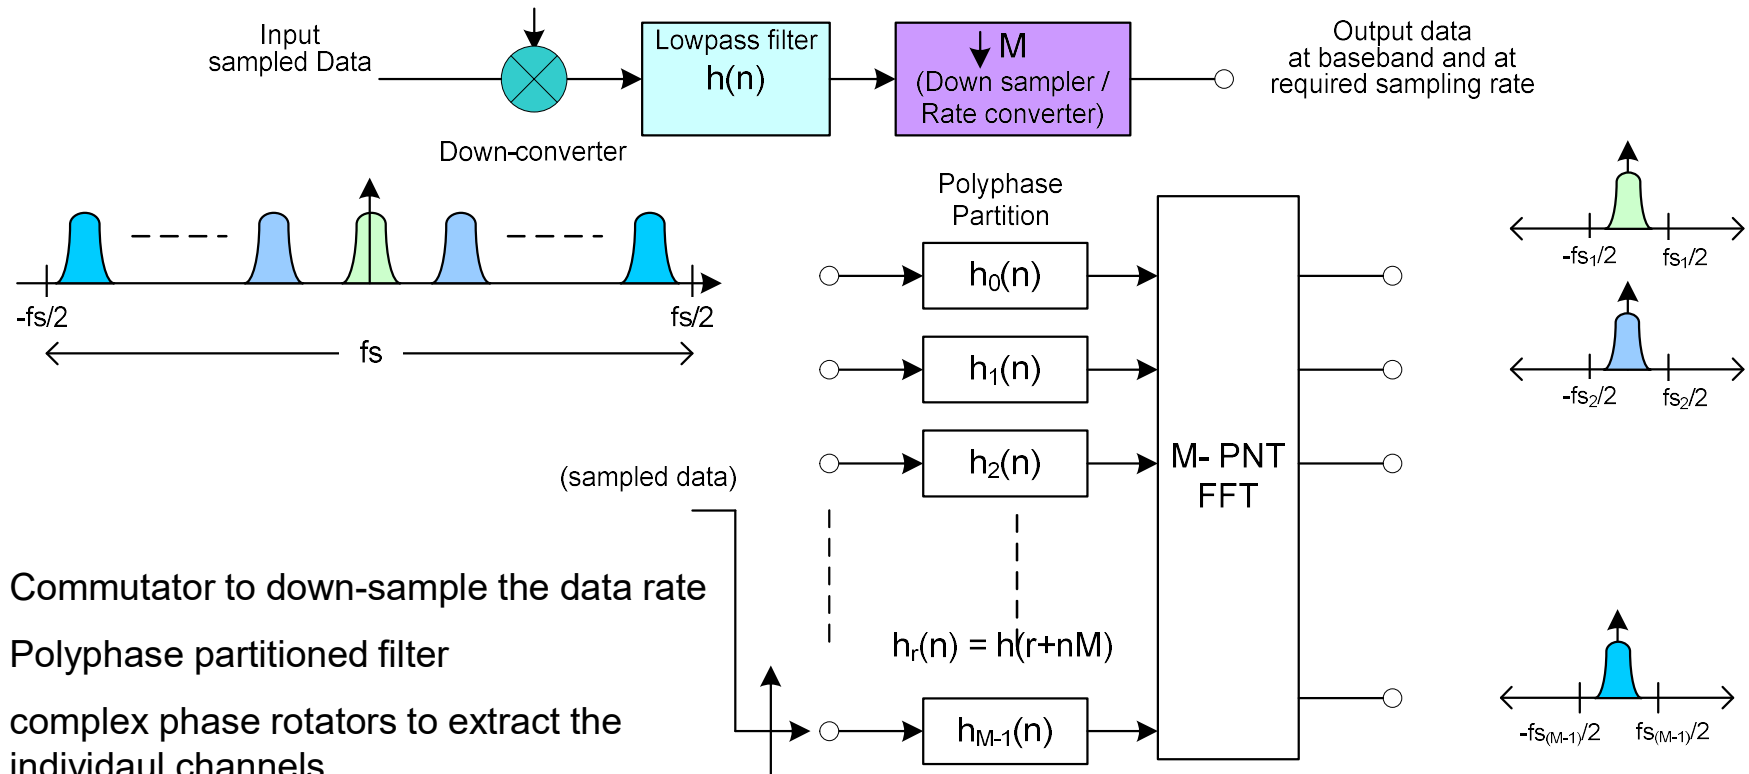 Input
sampled Data
Lowpass filter
h(n)
M
(Down sampler /
Rate converter)
Output data
at baseband and at
required sampling rate
Down-converter
-fs/2
fs/2
fs
Polyphase
Partition
h0(n)
h1(n)
h2(n)
hr(n) = h(r+nM)
hM-1(n)
M- PNT
FFT
-fs1/2
fs1/2
-fs2/2
fs2/2
-fs(M-1)/2
fs(M-1)/2
(sampled data)
Commutator to down-sample the data rate
Polyphase partitioned filter
complex phase rotators to extract the
individaul channels